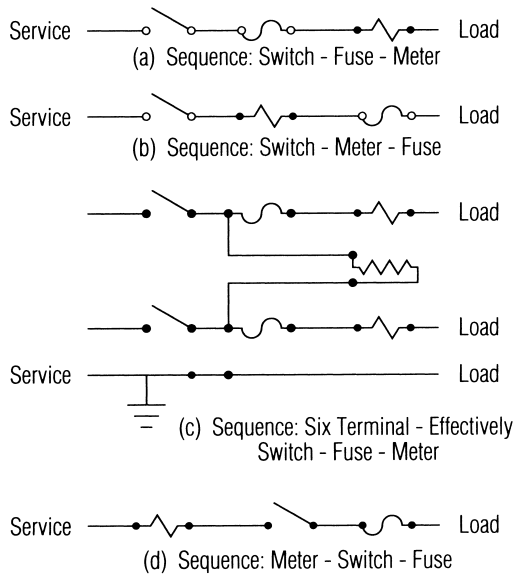 Service Load
(a) Sequence: Switch - Fuse - Meter
Service Load
(b) Sequence: Switch - Meter - Fuse
Load
Load
Service Load
(c) Sequence: Six Terminal - Effectively
Switch - Fuse - Meter
Service Load
(d) Sequence: Meter - Switch - Fuse